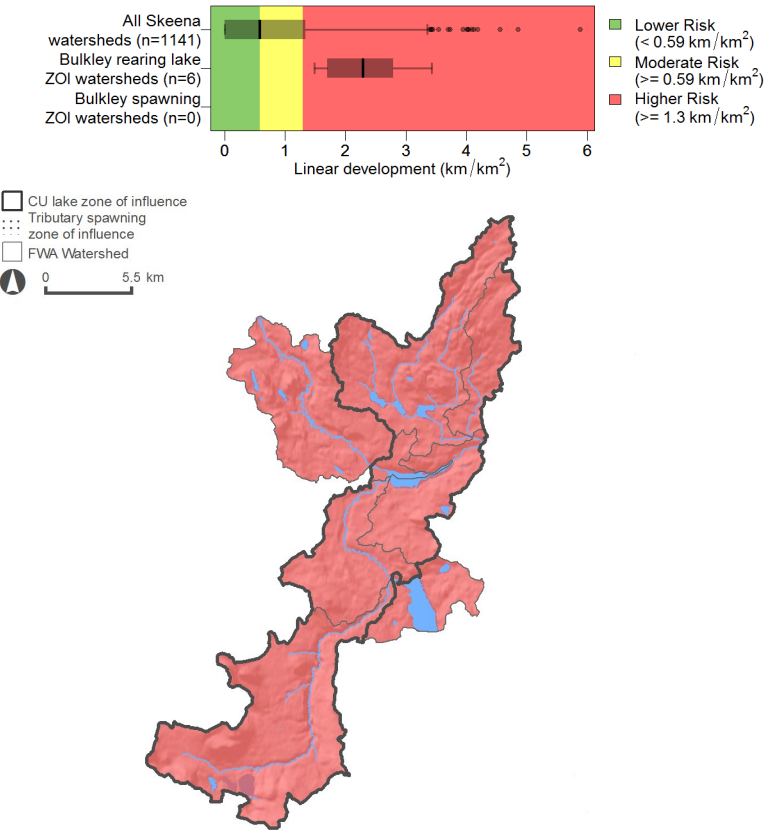 All Skeena
watersheds (n=1141)
Bulkley rearing lake
ZOI watersheds (n=6)
Bulkley spawning
ZOI watersheds (n=0)
0 1 2 3 4 5 6
Linear development (km/km²)
Lower Risk
(< 0.59 km/km²)
Moderate Risk
(>= 0.59 km/km²)
Higher Risk
(>= 1.3 km/km²)
CU lake zone of influence
Tributary spawning
zone of influence
FWA Watershed
0 5.5 km